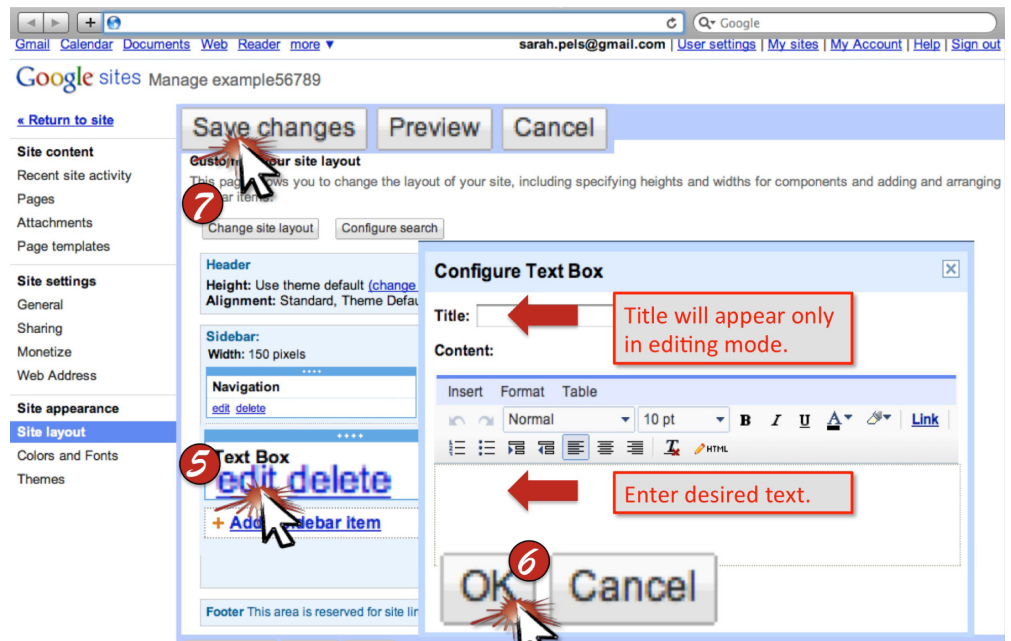 Google
Gmail Calendar Documents Web Reader more ▼
sarah.pels@gmail.com | User settings | My sites | My Account | Help | Sign out
Google sites Manage example56789
« Return to site
Site content
Recent site activity
Pages
Attachments
Page templates
Site settings
General
Sharing
Monetize
Web Address
Site appearance
Site layout
Colors and Fonts
Themes
Save changes Preview Cancel
your site layout
This page allows you to change the layout of your site, including specifying heights and widths for components and adding and arranging
items.
7
Change site layout Configure search
Header
Height: Use theme default (change
Alignment: Standard, Theme Defau
Sidebar:
Width: 150 pixels
Navigation
edit delete
5
Text Box
edit delete
+ Add sidebar item
Footer This area is reserved for site lin
Configure Text Box
Title:
Title will appear only
in editing mode.
Content:
Insert Format Table
Normal 10 pt B I U A Link
T HTML
Enter desired text.
6
OK Cancel